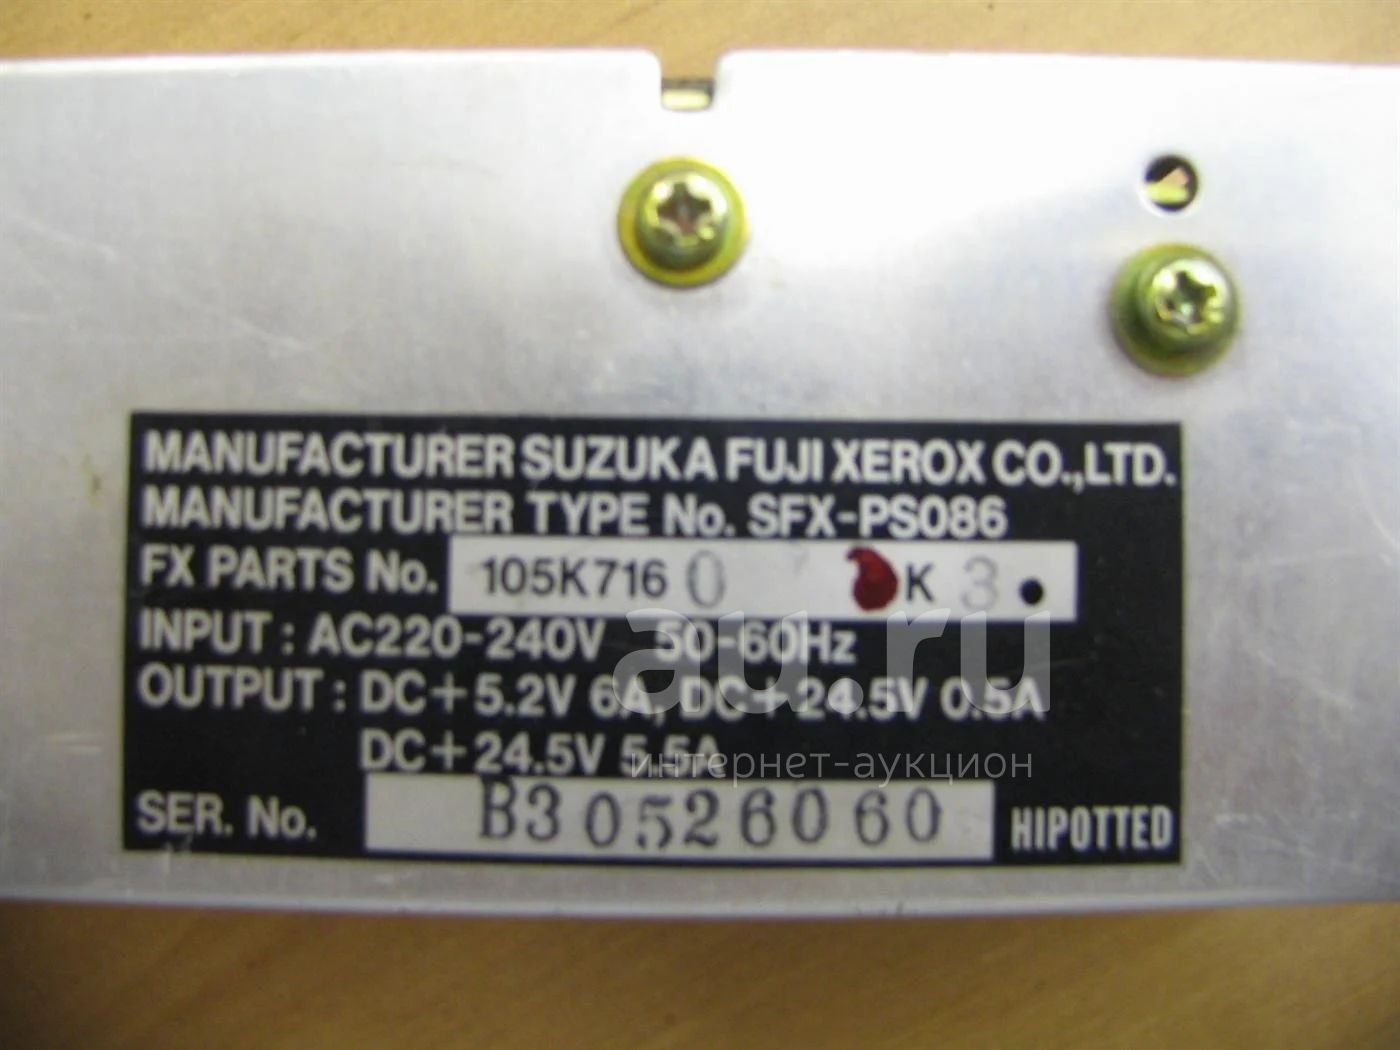 MANUFACTURER SUZUKA FUJI XEROX CO.,LTD.
MANUFACTURER TYPE No. SFX-PS086
FX PARTS No. 105K716 0 K 3
INPUT : AC220-240V 50-60Hz
OUTPUT : DC+5.2V 6A, DC+24.5V 0.5A
DC+24.5V 5.5A
SER. No. B30526060 HIPOTTED
au.ru
интернет-аукцион